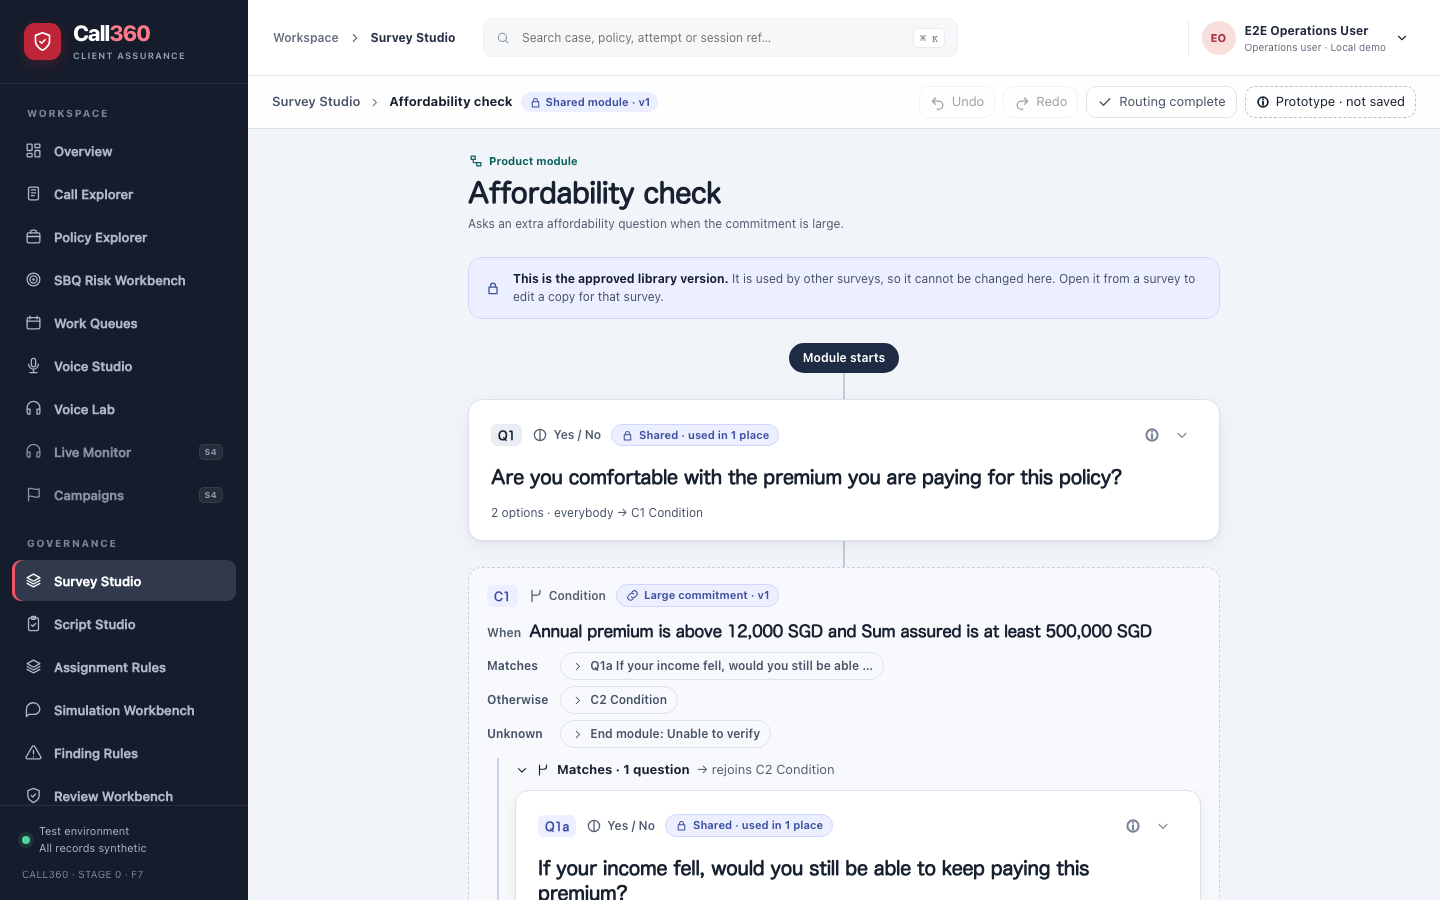 Call360
CLIENT ASSURANCE
WORKSPACE
Overview
Call Explorer
Policy Explorer
SBQ Risk Workbench
Work Queues
Voice Studio
Voice Lab
Live Monitor S4
Campaigns S4
GOVERNANCE
Survey Studio
Script Studio
Assignment Rules
Simulation Workbench
Finding Rules
Review Workbench
Test environment
All records synthetic
CALL360 · STAGE 0 · F7
Workspace > Survey Studio
Search case, policy, attempt or session ref...
⌘ K
EO
E2E Operations User
Operations user · Local demo
Survey Studio > Affordability check
Shared module · v1
Undo
Redo
Routing complete
Prototype · not saved
Product module
Affordability check
Asks an extra affordability question when the commitment is large.
This is the approved library version. It is used by other surveys, so it cannot be changed here. Open it from a survey to
edit a copy for that survey.
Module starts
Q1 Yes / No Shared · used in 1 place
Are you comfortable with the premium you are paying for this policy?
2 options · everybody → C1 Condition
C1 Condition Large commitment · v1
When Annual premium is above 12,000 SGD and Sum assured is at least 500,000 SGD
Matches > Q1a If your income fell, would you still be able ...
Otherwise > C2 Condition
Unknown > End module: Unable to verify
Matches · 1 question → rejoins C2 Condition
Q1a Yes / No Shared · used in 1 place
If your income fell, would you still be able to keep paying this
premium?